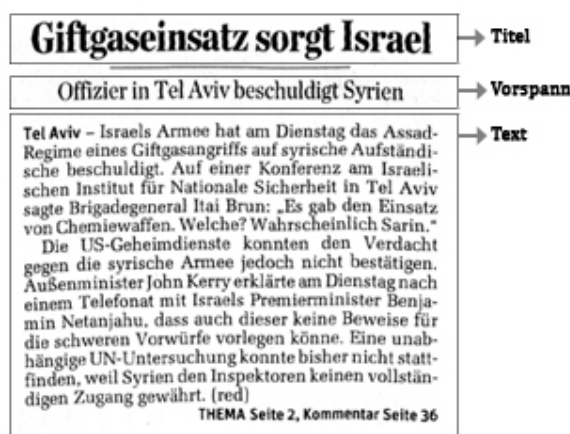 Giftgaseinsatz sorgt Israel
Titel
Offizier in Tel Aviv beschuldigt Syrien
Vorspann
Tel Aviv – Israels Armee hat am Dienstag das Assad-
Text
Regime eines Giftgasangriffs auf syrische Aufständi-
sche beschuldigt. Auf einer Konferenz am Israeli-
schen Institut für Nationale Sicherheit in Tel Aviv
sagte Brigadegeneral Itai Brun: „Es gab den Einsatz
von Chemiewaffen. Welche? Wahrscheinlich Sarin."
Die US-Geheimdienste konnten den Verdacht
gegen die syrische Armee jedoch nicht bestätigen.
Außenminister John Kerry erklärte am Dienstag nach
einem Telefonat mit Israels Premierminister Benja-
min Netanjahu, dass auch dieser keine Beweise für
die schweren Vorwürfe vorlegen könne. Eine unab-
hängige UN-Untersuchung konnte bisher nicht statt-
finden, weil Syrien den Inspektoren keinen vollstän-
digen Zugang gewährt. (red)
THEMA Seite 2, Kommentar Seite 36